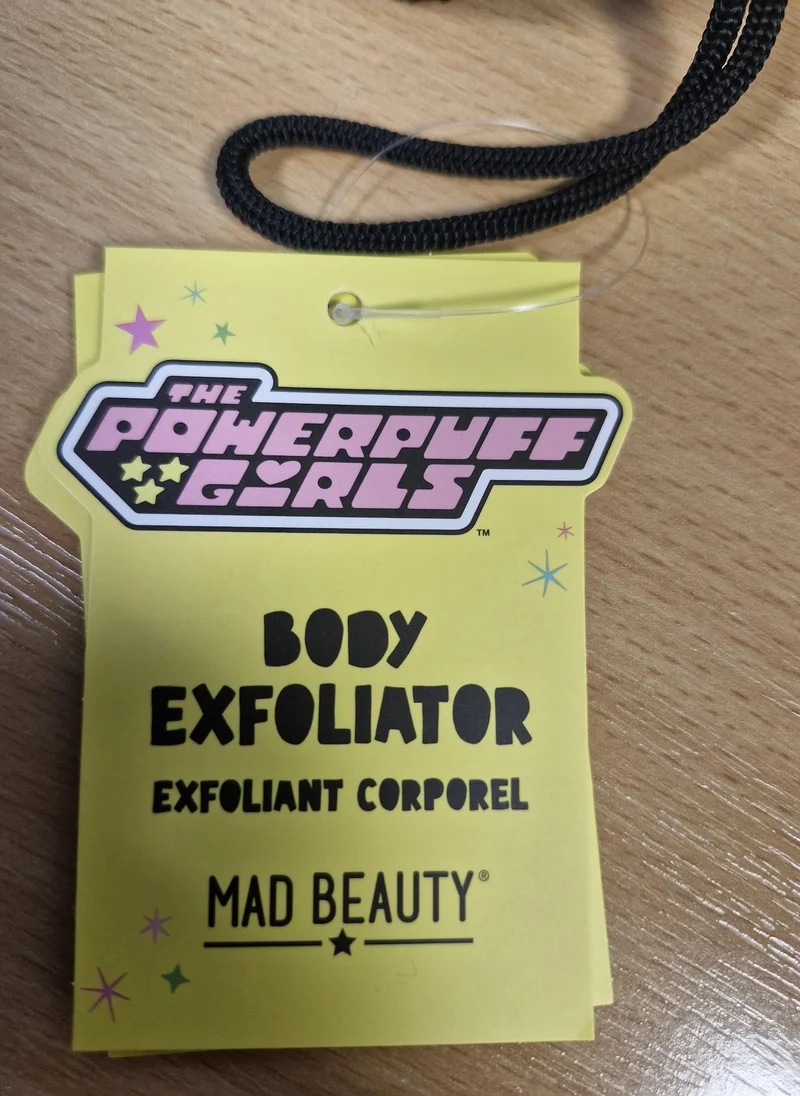 THE
POWERPUFF
GIRLS
TM
BODY
EXFOLIATOR
EXFOLIANT CORPOREL
MAD BEAUTY®